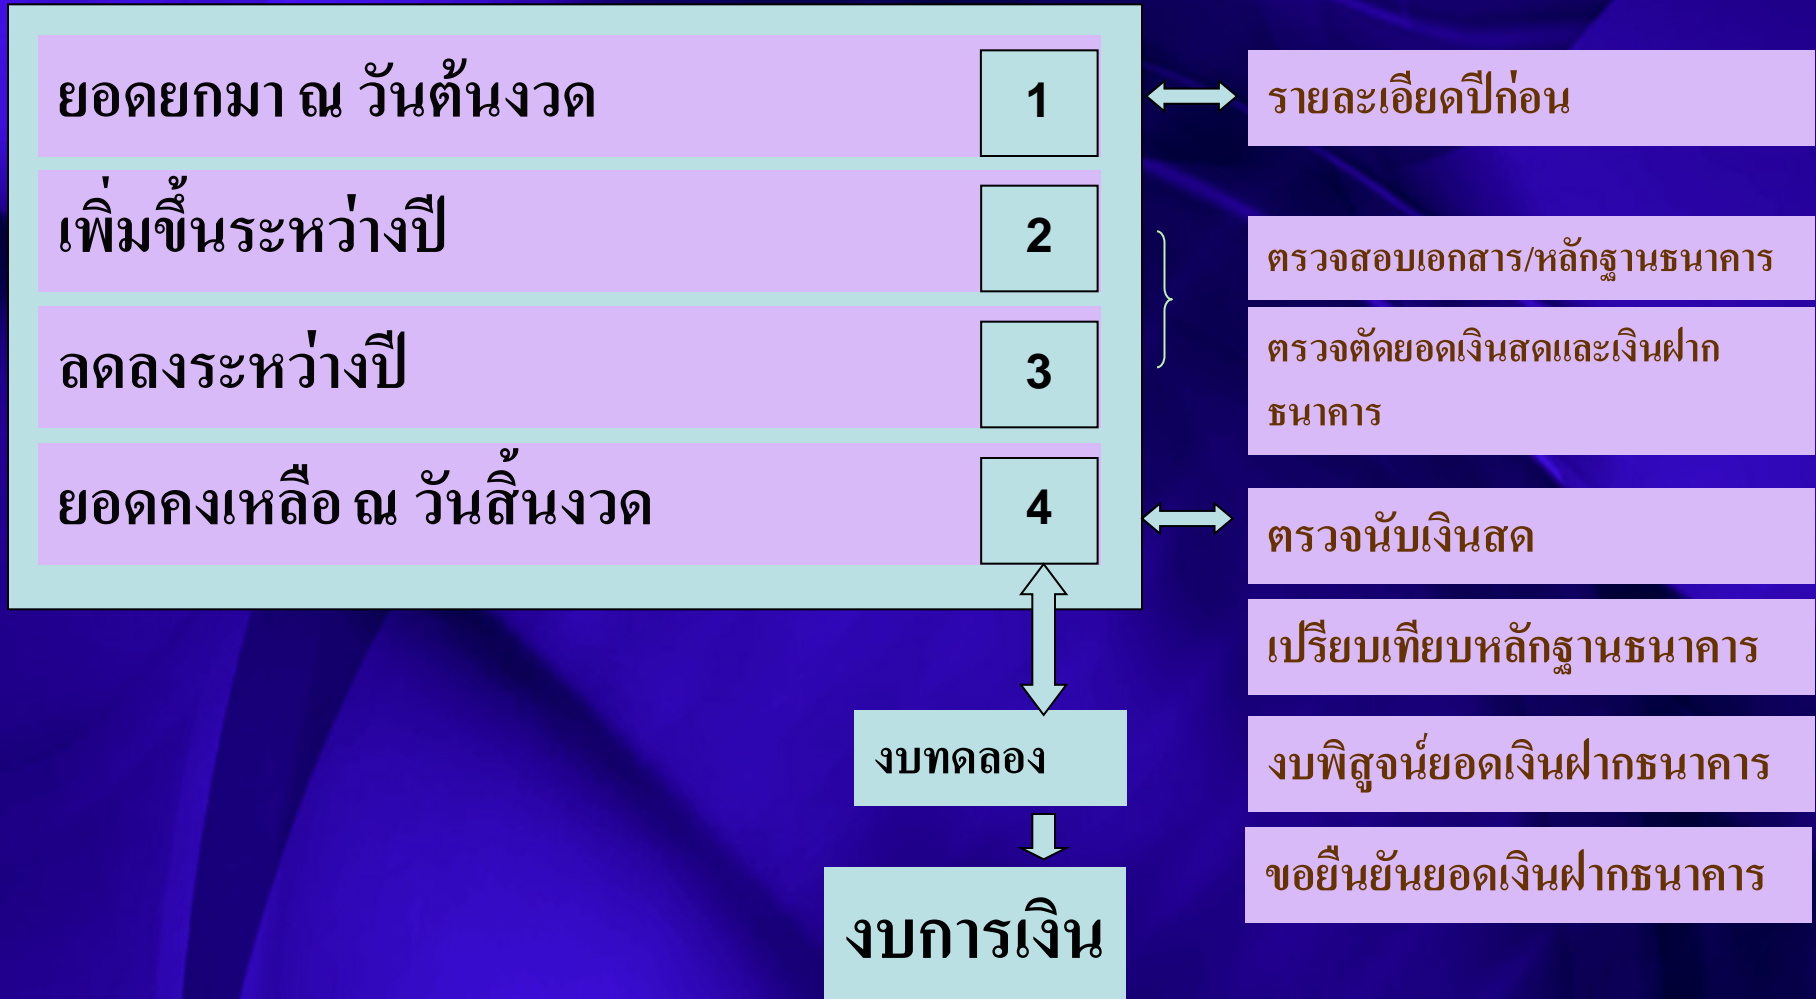 ยอดยกมา ณ วันต้นงวด
1
รายละเอียดปีก่อน
เพิ่มขึ้นระหว่างปี
2
ตรวจสอบเอกสาร/หลักฐานธนาคาร
ลดลงระหว่างปี
3
ตรวจตัดยอดเงินสดและเงินฝาก
ธนาคาร
ยอดคงเหลือ ณ วันสิ้นงวด
4
ตรวจนับเงินสด
เปรียบเทียบหลักฐานธนาคาร
งบทดลอง
งบพิสูจน์ยอดเงินฝากธนาคาร
ขอยืนยันยอดเงินฝากธนาคาร
งบการเงิน